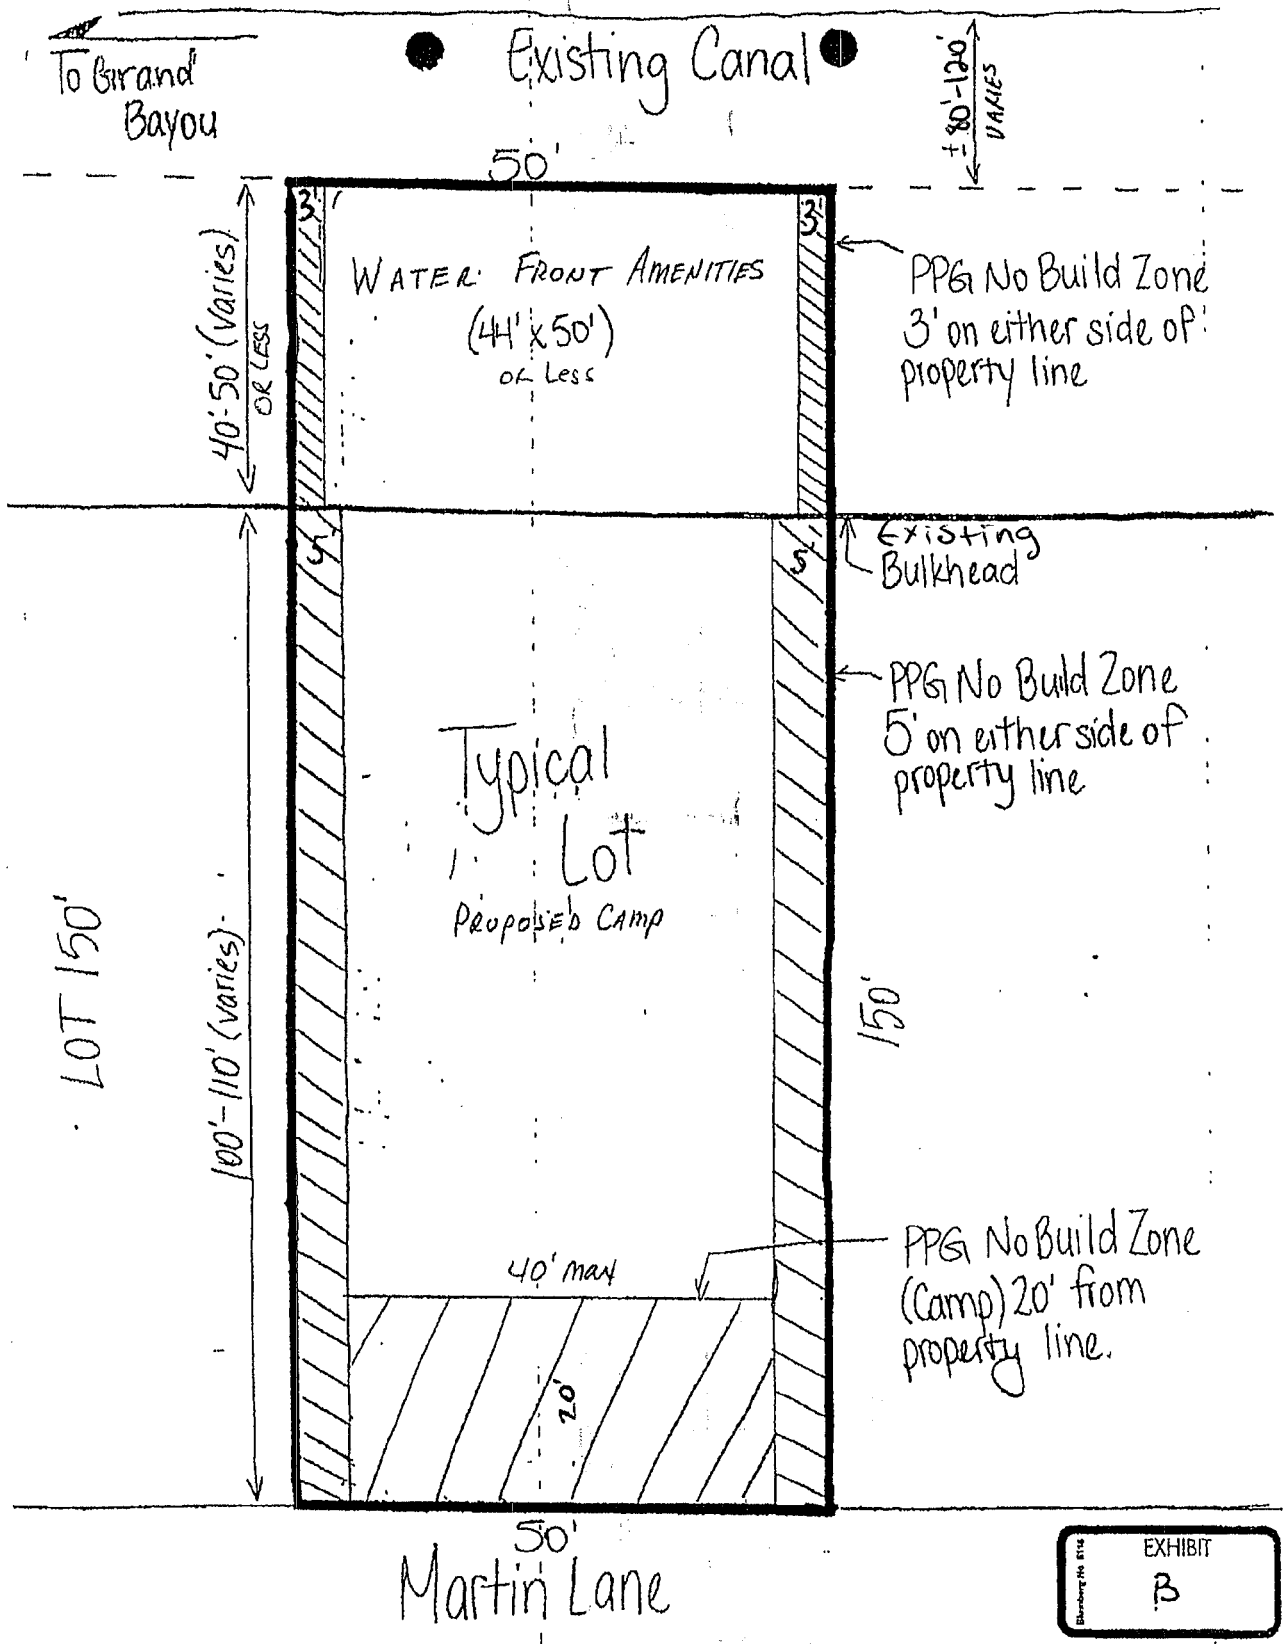 To Grand
Bayou
Existing Canal
±80'-120'
VARIES
50'
3'
3'
WATER FRONT AMENITIES
(44' x 50')
or Less
40'-50' (varies)
OR LESS
PPG No Build Zone
3' on either side of
property line
5'
5'
Existing
Bulkhead
PPG No Build Zone
5' on either side of
property line
Typical
Lot
PROPOSED CAMP
LOT 150'
100'-110' (varies)
150'
40' max
PPG No Build Zone
(Camp) 20' from
property line.
20'
50'
Martin Lane
EXHIBIT
B
Blumberg No. 5116